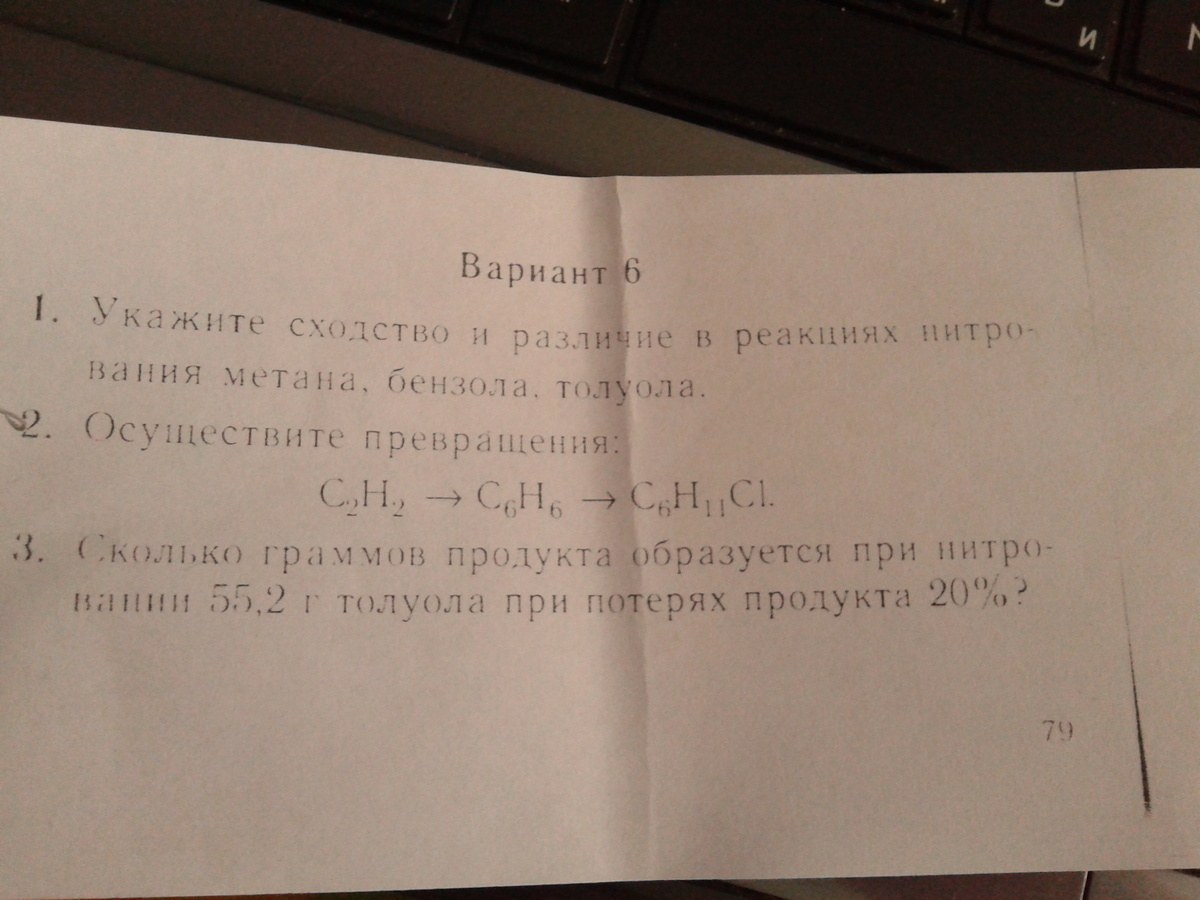 И
Вариант 6
1. Укажите сходство и различие в реакциях нитро-
вания метана, бензола, толуола.
2. Осуществите превращения:
C₂H₂ → C₆H₆ → C₆H₁₁Cl.
3. Сколько граммов продукта образуется при нитро-
вании 55,2 г толуола при потерях продукта 20%?
79